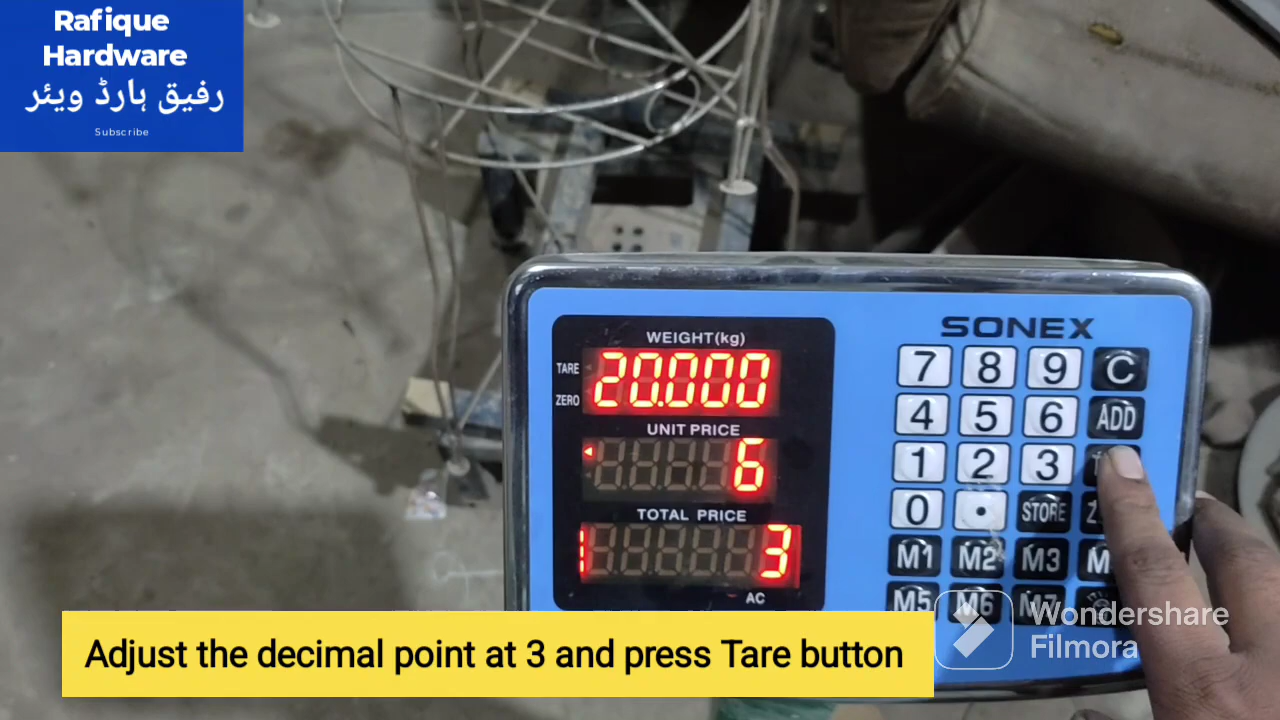 Rafique
Hardware
رفیق ہارڈ ویئر
Subscribe
SONEX
WEIGHT(kg)
TARE
20.000
ZERO
UNIT PRICE
6
TOTAL PRICE
3
AC
7 8 9 C
4 5 6 ADD
1 2 3
0 . STORE
M1 M2 M3
M5 M6 M7
Adjust the decimal point at 3 and press Tare button
Wondershare
Filmora